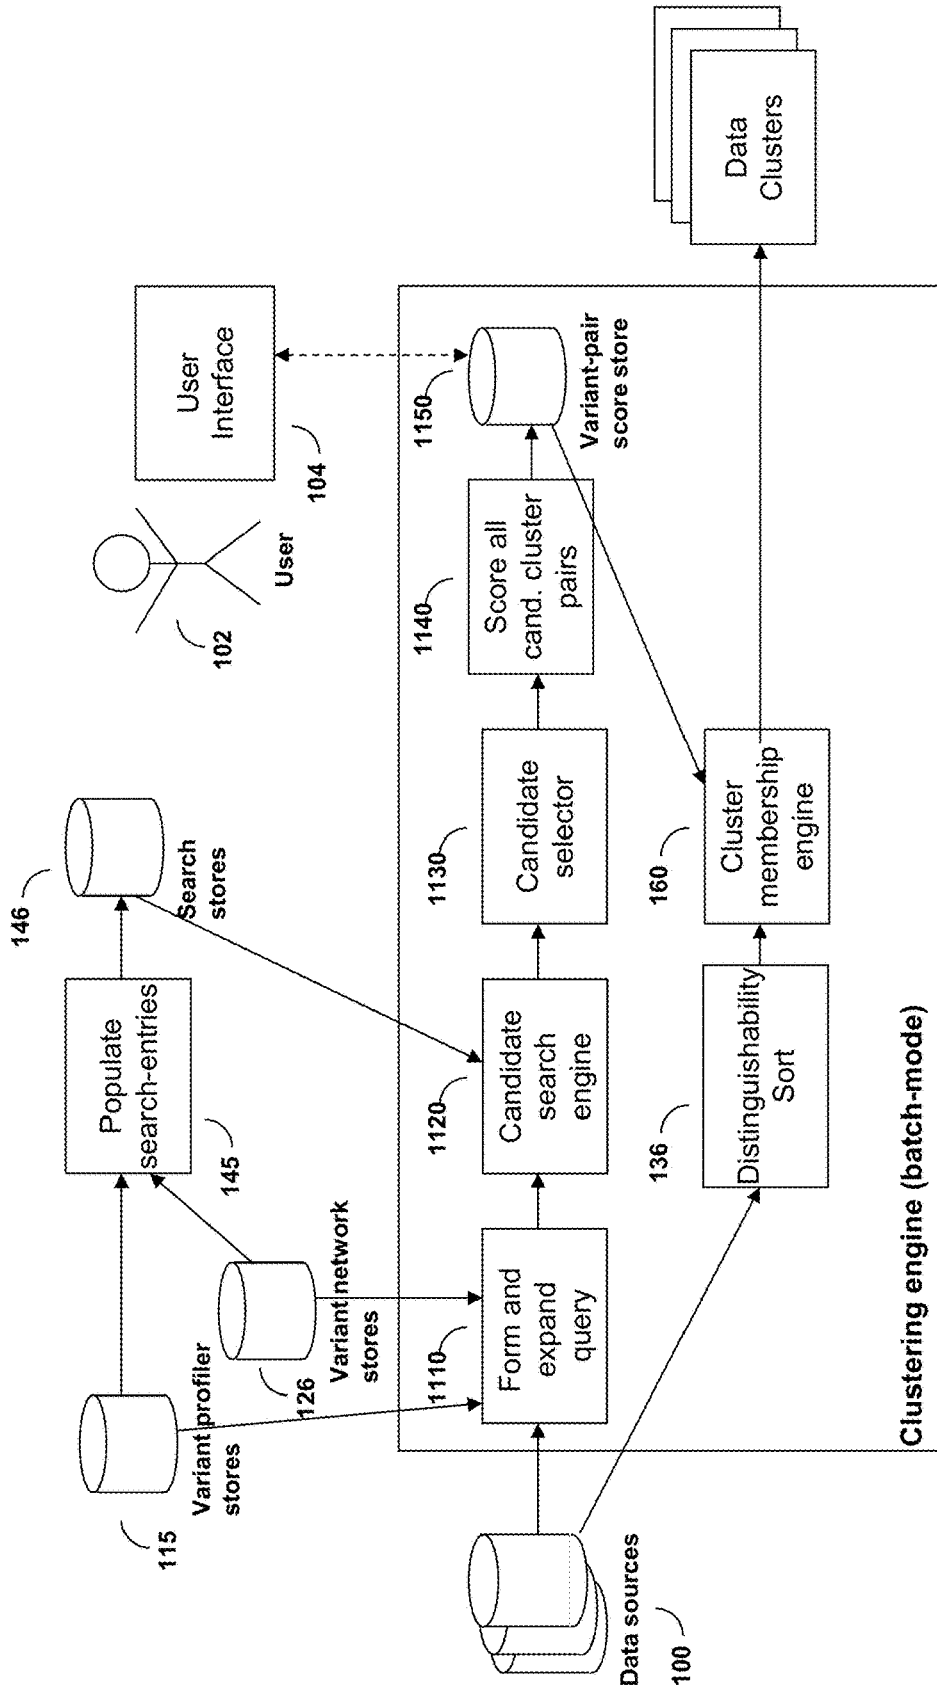 115
Variant profiler
stores
126
Variant network
stores
Populate
search-entries
145
146
Search
stores
102
User
User
Interface
104
Data sources
100
1110
Form and
expand
query
1120
Candidate
search
engine
1130
Candidate
selector
1140
Score all
cand. cluster
pairs
1150
Variant-pair
score store
136
Distinguishability
Sort
160
Cluster
membership
engine
Data
Clusters
Clustering engine (batch-mode)